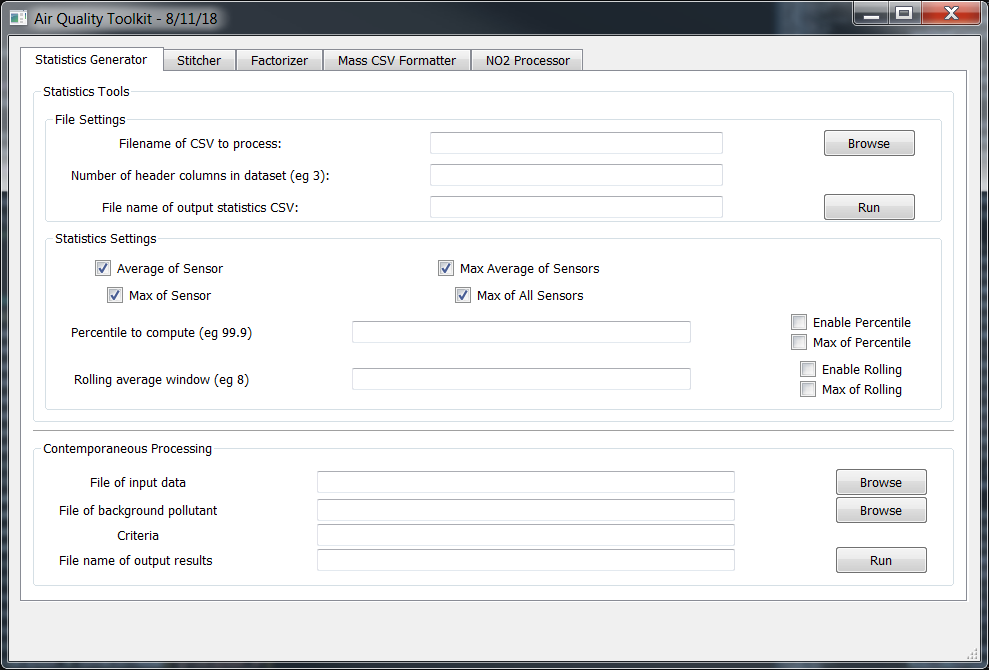 Air Quality Toolkit - 8/11/18
Statistics Generator Stitcher Factorizer Mass CSV Formatter NO2 Processor
Statistics Tools
File Settings
Filename of CSV to process: Browse
Number of header columns in dataset (eg 3):
File name of output statistics CSV: Run
Statistics Settings
Average of Sensor Max Average of Sensors
Max of Sensor Max of All Sensors
Percentile to compute (eg 99.9) Enable Percentile
Max of Percentile
Rolling average window (eg 8) Enable Rolling
Max of Rolling
Contemporaneous Processing
File of input data Browse
File of background pollutant Browse
Criteria
File name of output results Run